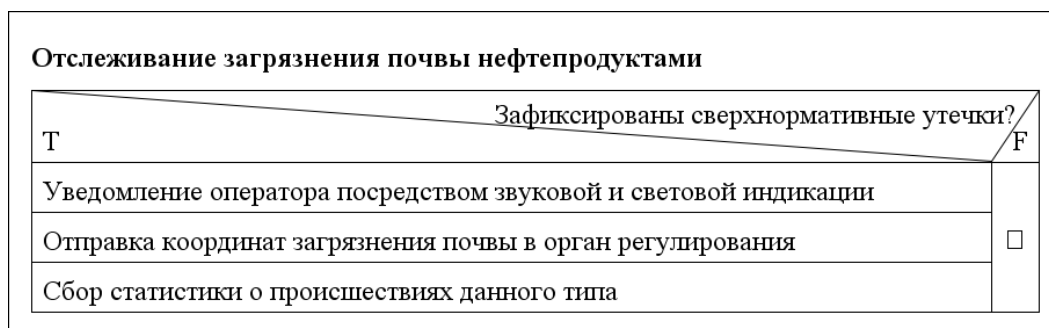 Отслеживание загрязнения почвы нефтепродуктами
Зафиксированы сверхнормативные утечки?
T F
Уведомление оператора посредством звуковой и световой индикации
Отправка координат загрязнения почвы в орган регулирования
Сбор статистики о происшествиях данного типа